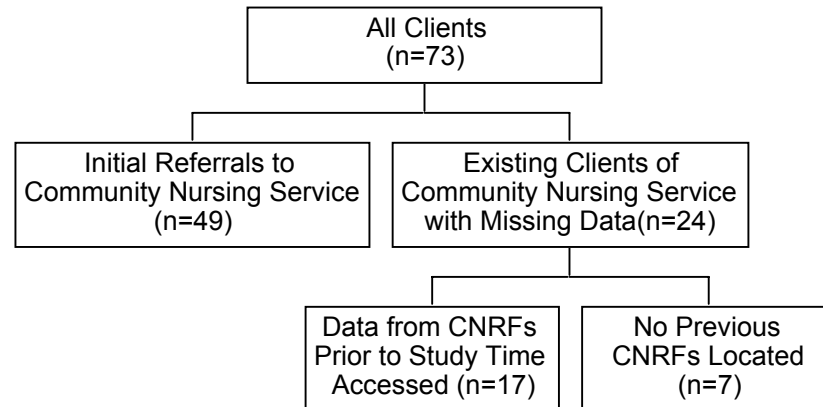 All Clients
(n=73)
Initial Referrals to
Community Nursing Service
(n=49)
Existing Clients of
Community Nursing Service
with Missing Data(n=24)
Data from CNRFs
Prior to Study Time
Accessed (n=17)
No Previous
CNRFs Located
(n=7)